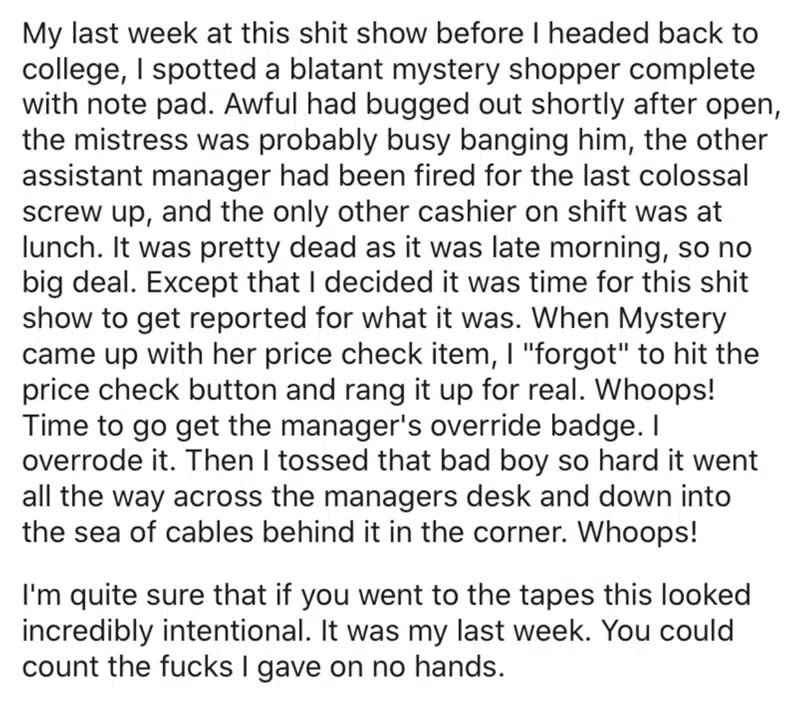 My last week at this shit show before I headed back to
college, I spotted a blatant mystery shopper complete
with note pad. Awful had bugged out shortly after open,
the mistress was probably busy banging him, the other
assistant manager had been fired for the last colossal
screw up, and the only other cashier on shift was at
lunch. It was pretty dead as it was late morning, so no
big deal. Except that I decided it was time for this shit
show to get reported for what it was. When Mystery
came up with her price check item, I "forgot" to hit the
price check button and rang it up for real. Whoops!
Time to go get the manager's override badge. I
overrode it. Then I tossed that bad boy so hard it went
all the way across the managers desk and down into
the sea of cables behind it in the corner. Whoops!
I'm quite sure that if you went to the tapes this looked
incredibly intentional. It was my last week. You could
count the fucks I gave on no hands.